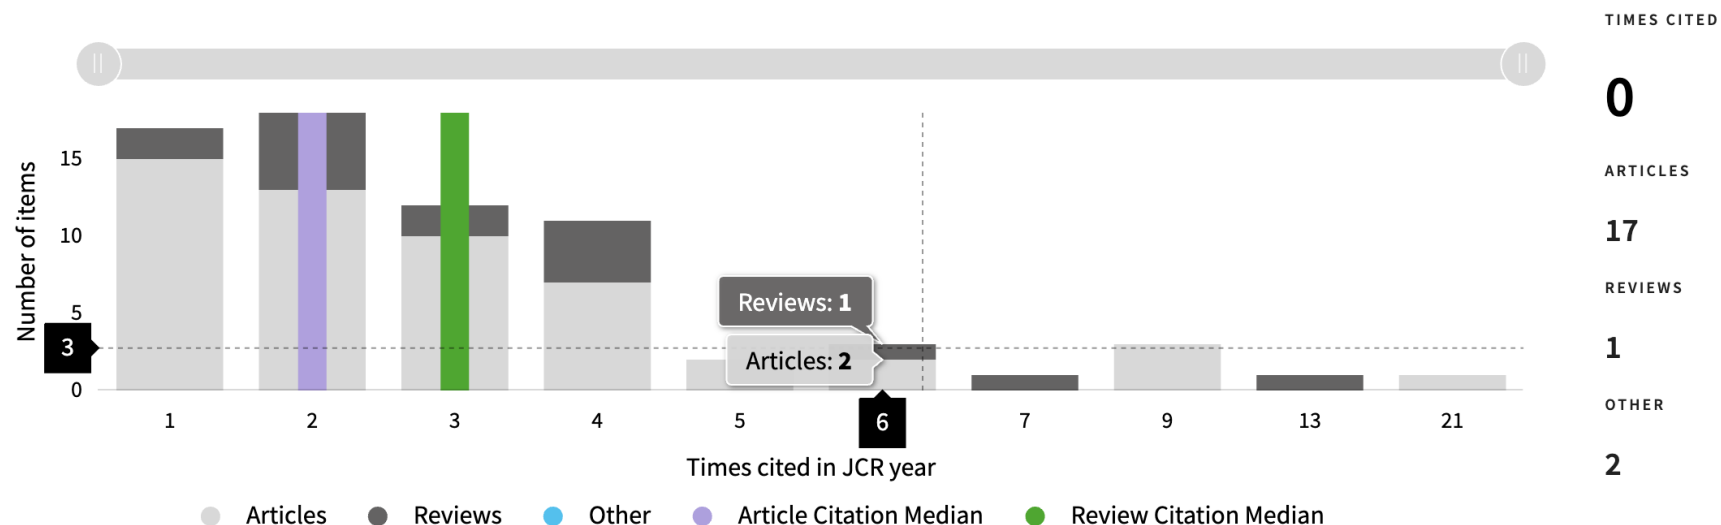 TIMES CITED
0
ARTICLES
17
REVIEWS
1
OTHER
2
Number of items
15
10
5
3
0
Reviews: 1
Articles: 2
1 2 3 4 5 6 7 9 13 21
Times cited in JCR year
Articles Reviews Other Article Citation Median Review Citation Median